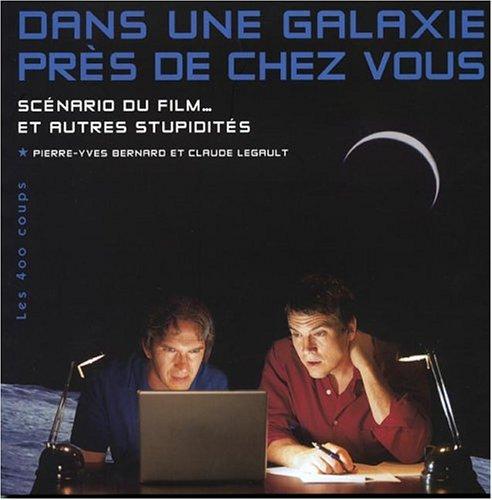 DANS UNE GALAXIE
PRÈS DE CHEZ VOUS
SCÉNARIO DU FILM...
ET AUTRES STUPIDITÉS
★ PIERRE-YVES BERNARD ET CLAUDE LEGAULT
Les 400 coups